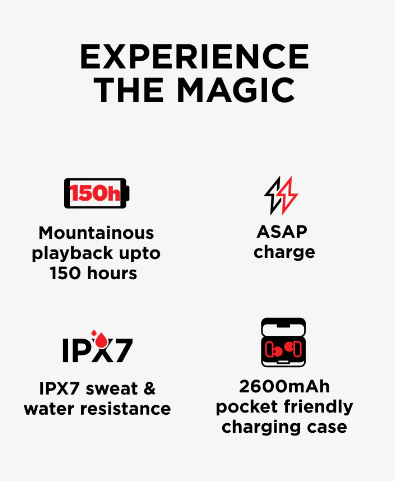 EXPERIENCE
THE MAGIC
150h
Mountainous
playback upto
150 hours
ASAP
charge
IPX7
IPX7 sweat &
water resistance
2600mAh
pocket friendly
charging case